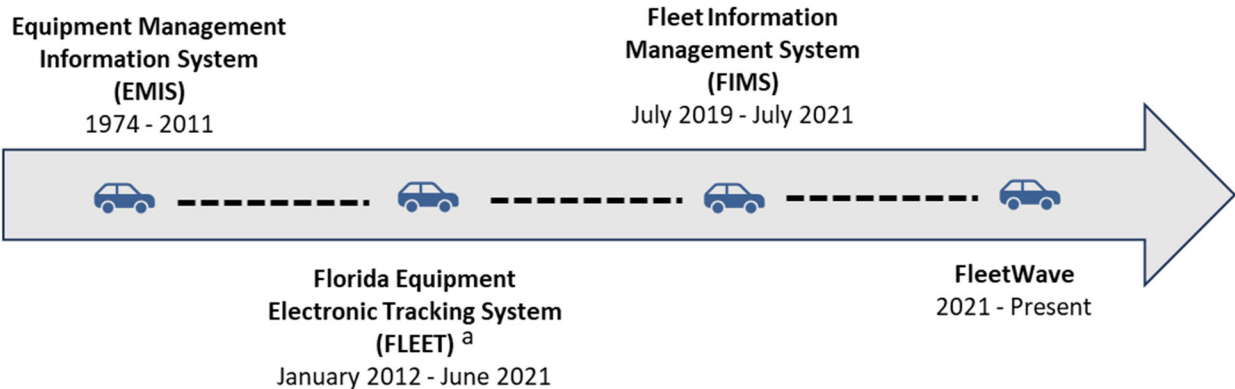 Equipment Management
Information System
(EMIS)
1974 - 2011
Florida Equipment
Electronic Tracking System
(FLEET) a
January 2012 - June 2021
Fleet Information
Management System
(FIMS)
July 2019 - July 2021
FleetWave
2021 - Present